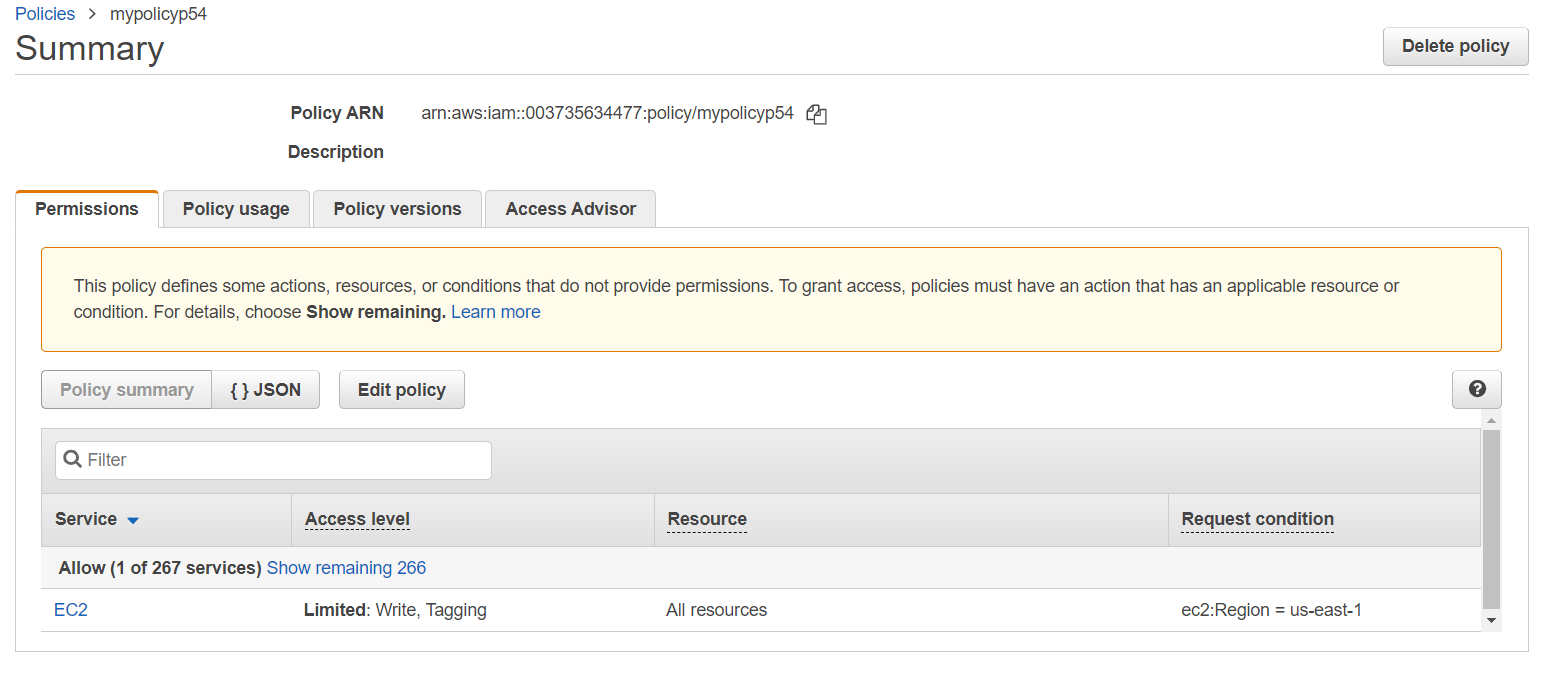 Policies > mypolicyp54
Summary
Delete policy
Policy ARN arn:aws:iam::003735634477:policy/mypolicyp54
Description
Permissions Policy usage Policy versions Access Advisor
This policy defines some actions, resources, or conditions that do not provide permissions. To grant access, policies must have an action that has an applicable resource or
condition. For details, choose Show remaining. Learn more
Policy summary { } JSON Edit policy ?
Filter
Service Access level Resource Request condition
Allow (1 of 267 services) Show remaining 266
EC2 Limited: Write, Tagging All resources ec2:Region = us-east-1